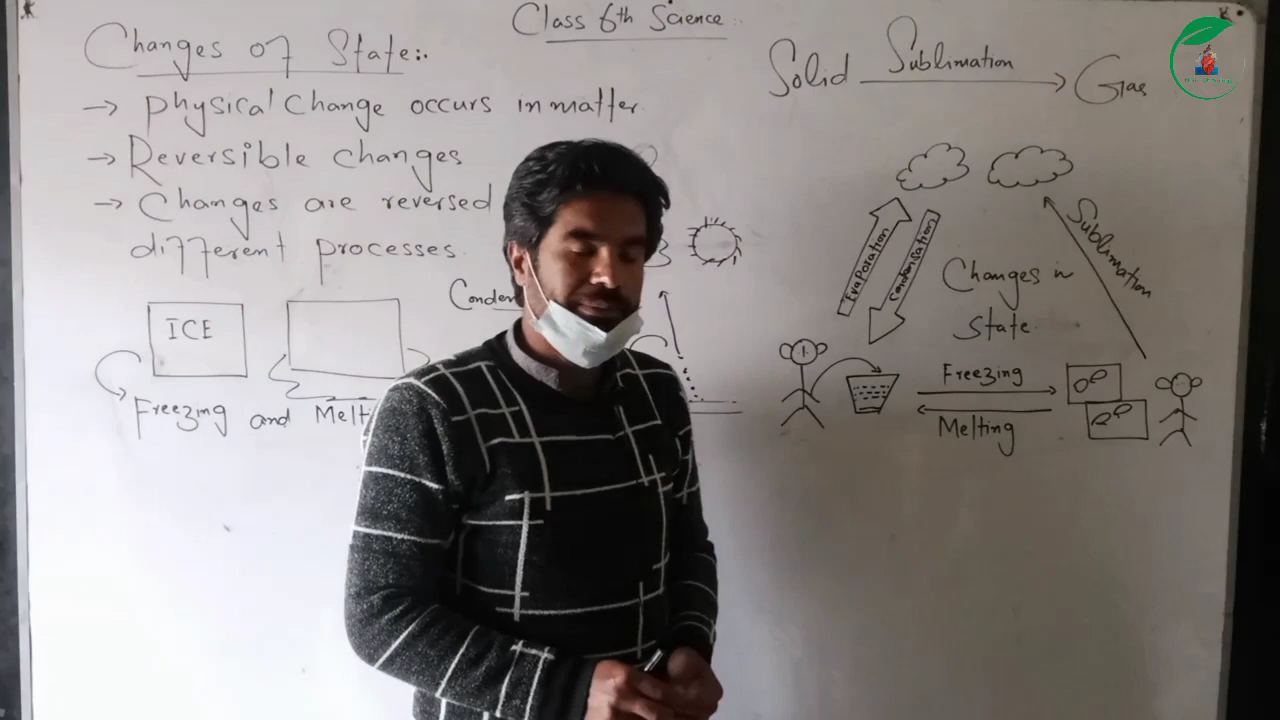 Class 6th Science:.
Changes of State:.
→ Physical Change occurs in matter.
→ Reversible changes
→ Changes are reversed
different processes.
ICE
Freezing and
Solid Sublimation → Gas
Evaporation
Condensation
Sublimation
Changes in
State.
Freezing
Melting